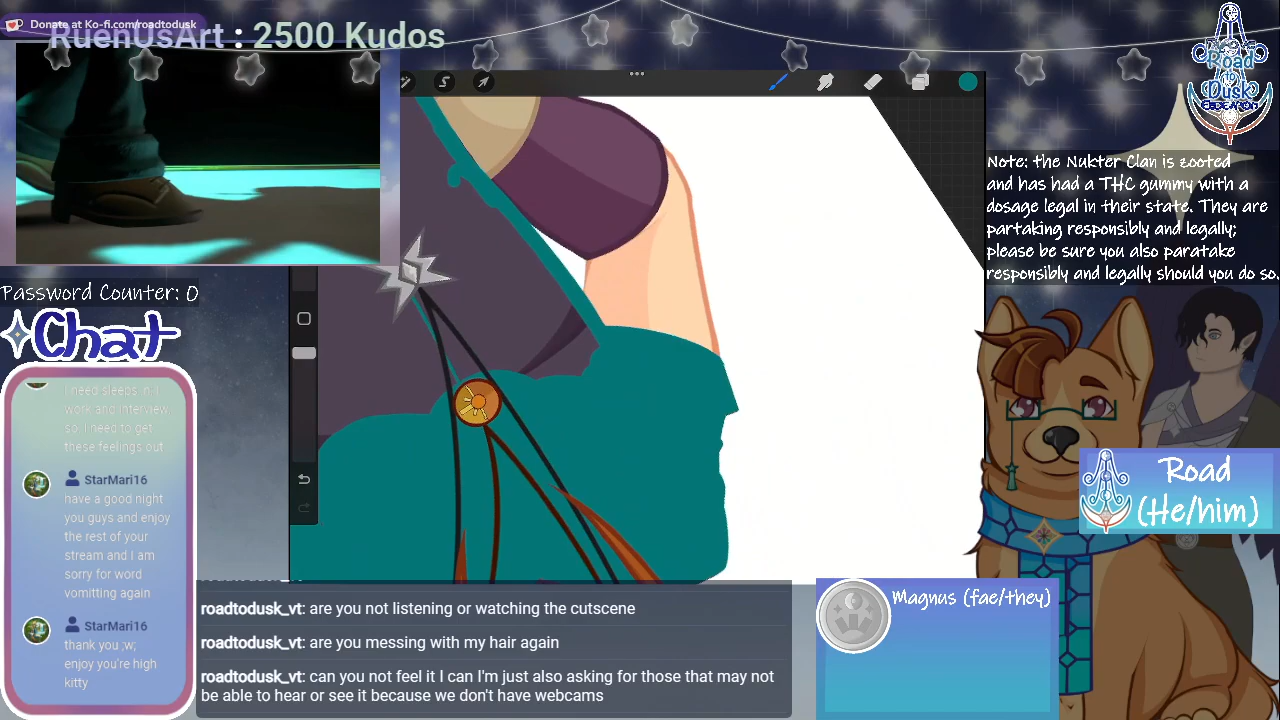 Donate at Ko-fi.com/roadtodusk
RuenUsArt : 2500 Kudos
Road
to
Dusk
Note: the Nukter Clan is zooted
and has had a THC gummy with a
dosage legal in their state. They are
partaking responsibly and legally;
please be sure you also paratake
responsibly and legally should you do so.
Password Counter: 0
Chat
I need sleeps n I
work and interview
so. I need to get
these feelings out
StarMari16
have a good night
you guys and enjoy
the rest of your
stream and I am
sorry for word
vomitting again
StarMari16
thank you ;w;
enjoy you're high
kitty
roadtodusk_vt: are you not listening or watching the cutscene
roadtodusk_vt: are you messing with my hair again
roadtodusk_vt: can you not feel it I can I'm just also asking for those that may not
be able to hear or see it because we don't have webcams
Road
(He/him)
Magnus (fae/they)